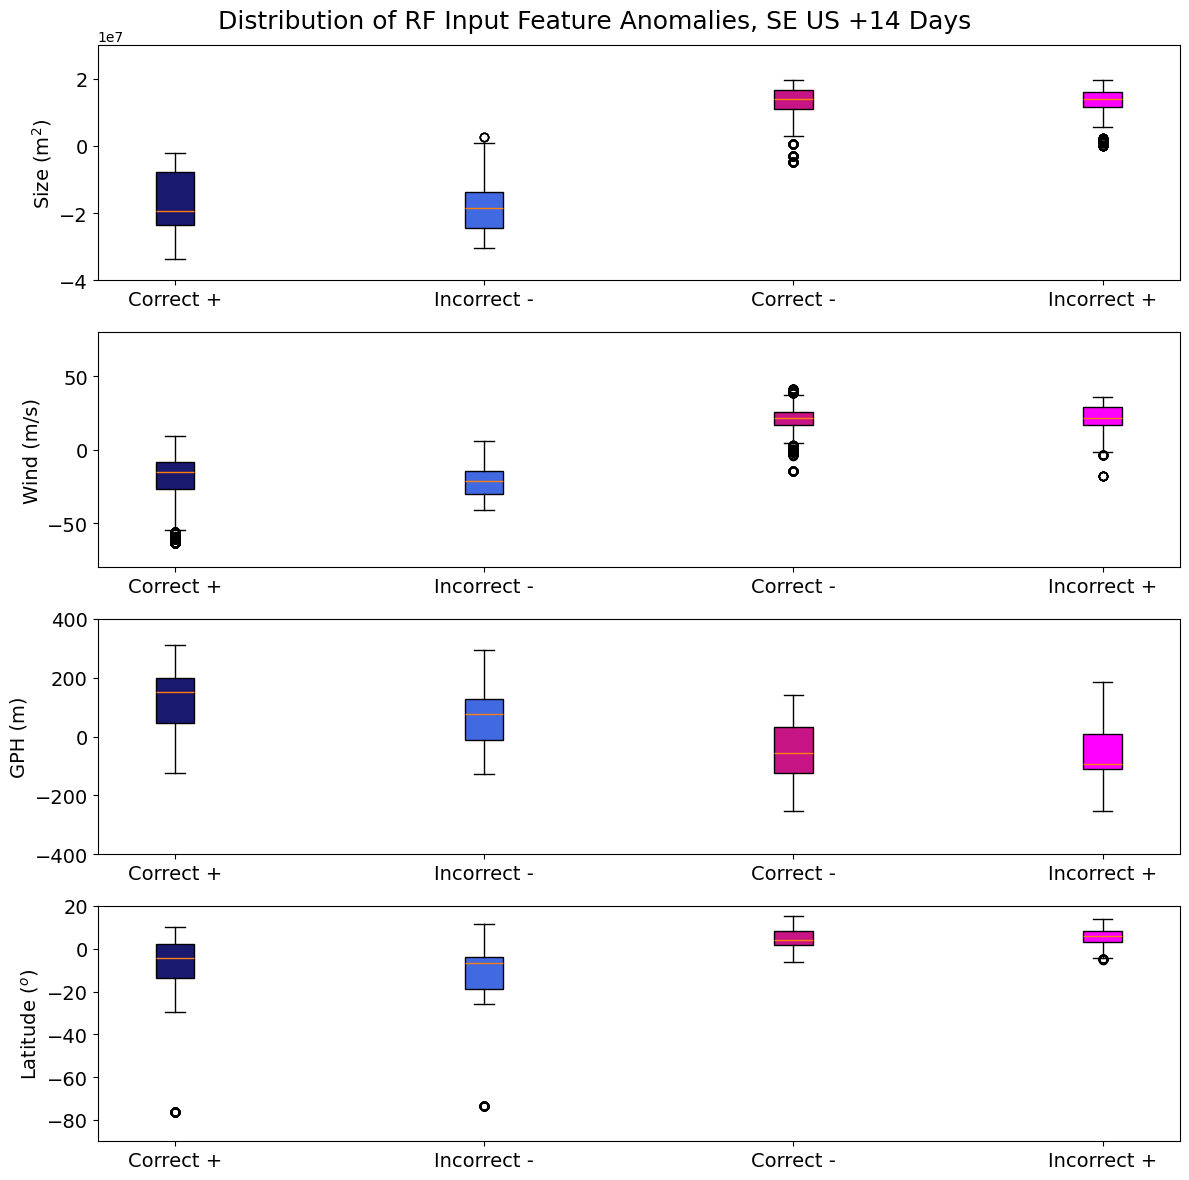 Distribution of RF Input Feature Anomalies, SE US +14 Days
1e7
Size (m²)
2
0
−2
−4
Correct + Incorrect - Correct - Incorrect +
Wind (m/s)
50
0
−50
Correct + Incorrect - Correct - Incorrect +
GPH (m)
400
200
0
−200
−400
Correct + Incorrect - Correct - Incorrect +
Latitude (ᵒ)
20
0
−20
−40
−60
−80
Correct + Incorrect - Correct - Incorrect +